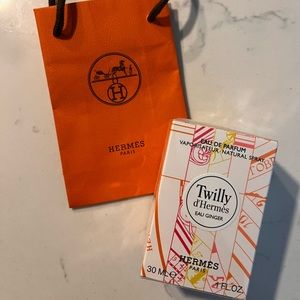 HERMÈS
PARIS
EAU DE PARFUM
VAPORISATEUR NATURAL SPRAY
Twilly
d'Hermès
EAU GINGER
HERMÈS
PARIS
30 ML ℮
1 FL.OZ.